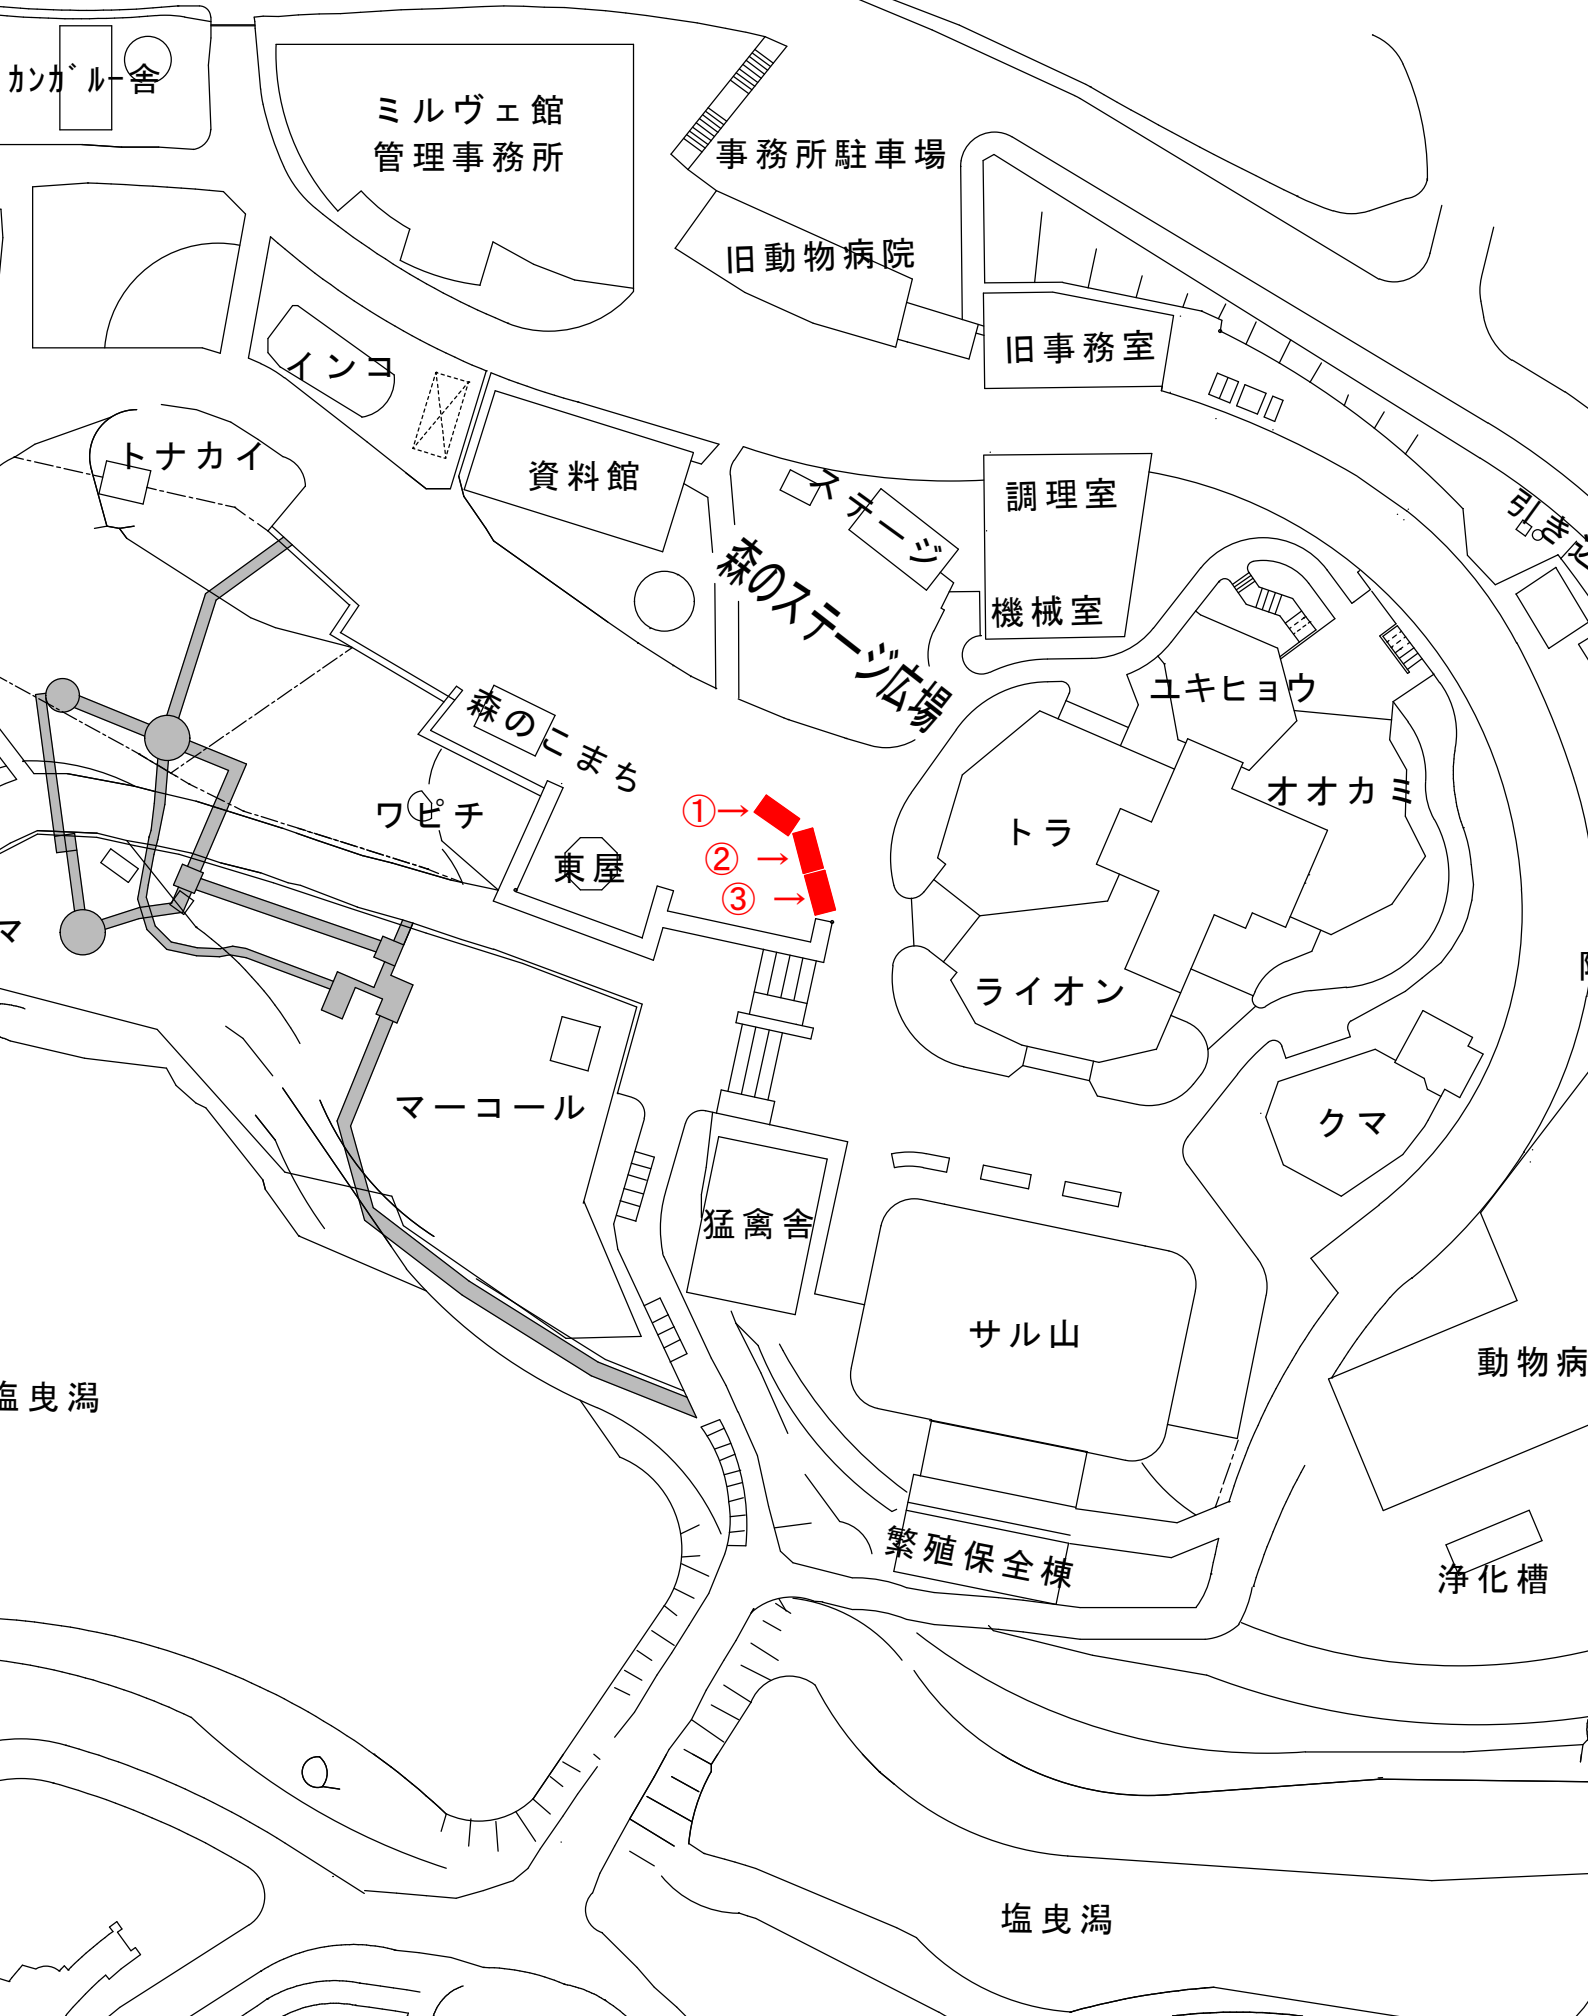 カンガルー舎
ミルヴェ館
管理事務所
事務所駐車場
旧動物病院
旧事務室
インコ
トナカイ
資料館
ステージ
調理室
引き込
森のステージ広場
機械室
ユキヒョウ
森のこまち
オオカミ
ワピチ
①→
トラ
東屋
② →
③ →
マ
ライオン
マーコール
クマ
猛禽舎
サル山
動物病
塩曳潟
繁殖保全棟
浄化槽
塩曳潟